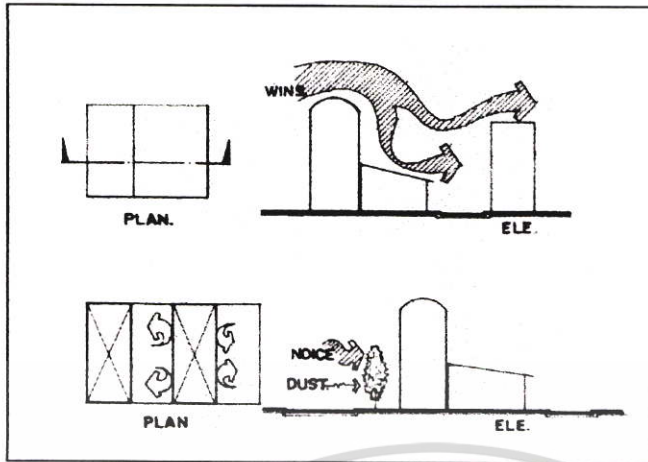 WINS.
PLAN.
ELE.
NOICE
DUST.
PLAN
ELE.